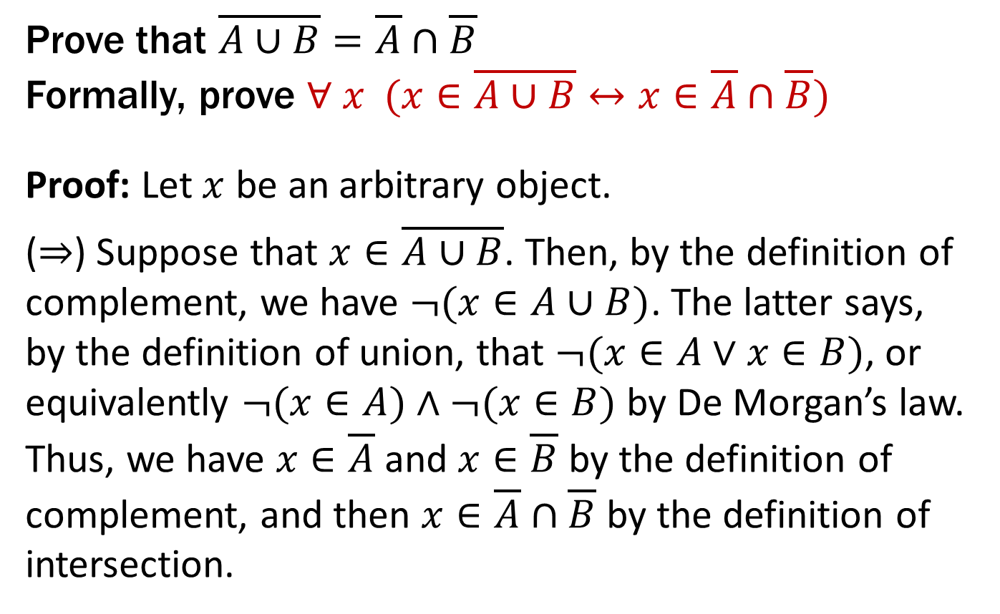 Prove that $\overline{A \cup B} = \overline{A} \cap \overline{B}$
Formally, prove $\forall x \ (x \in \overline{A \cup B} \leftrightarrow x \in \overline{A} \cap \overline{B})$
Proof: Let $x$ be an arbitrary object.
(⇒) Suppose that $x \in \overline{A \cup B}$. Then, by the definition of
complement, we have $\neg(x \in A \cup B)$. The latter says,
by the definition of union, that $\neg(x \in A \lor x \in B)$, or
equivalently $\neg(x \in A) \land \neg(x \in B)$ by De Morgan’s law.
Thus, we have $x \in \overline{A}$ and $x \in \overline{B}$ by the definition of
complement, and then $x \in \overline{A} \cap \overline{B}$ by the definition of
intersection.